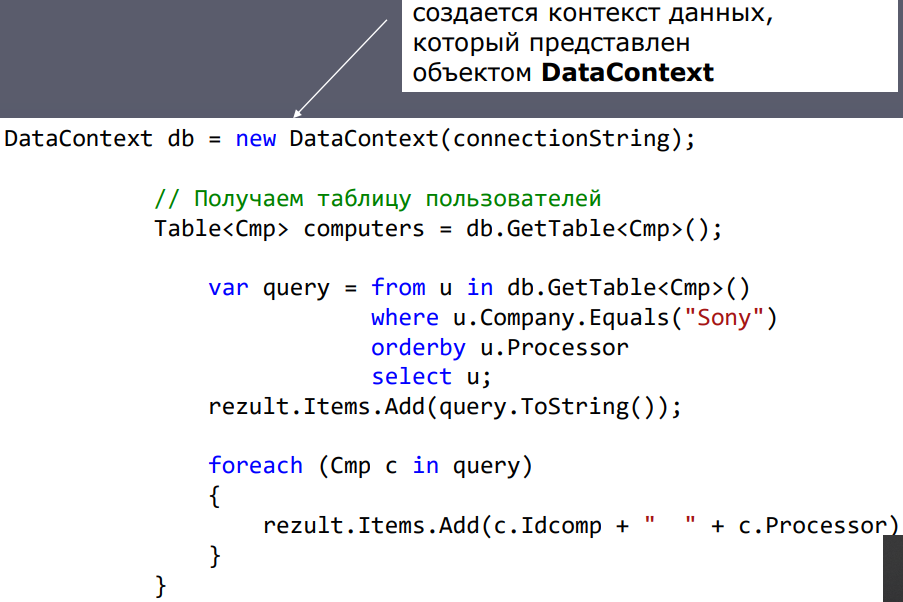 создается контекст данных,
который представлен
объектом DataContext
DataContext db = new DataContext(connectionString);
// Получаем таблицу пользователей
Table<Cmp> computers = db.GetTable<Cmp>();
var query = from u in db.GetTable<Cmp>()
where u.Company.Equals("Sony")
orderby u.Processor
select u;
rezult.Items.Add(query.ToString());
foreach (Cmp c in query)
{
rezult.Items.Add(c.Idcomp + "  " + c.Processor)
}
}